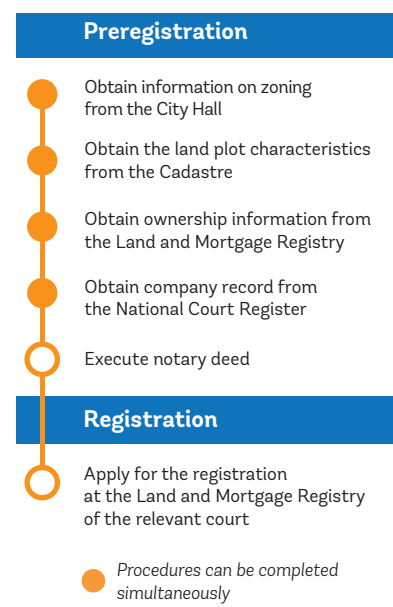 Preregistration
Obtain information on zoning
from the City Hall
Obtain the land plot characteristics
from the Cadastre
Obtain ownership information from
the Land and Mortgage Registry
Obtain company record from
the National Court Register
Execute notary deed
Registration
Apply for the registration
at the Land and Mortgage Registry
of the relevant court
Procedures can be completed
simultaneously